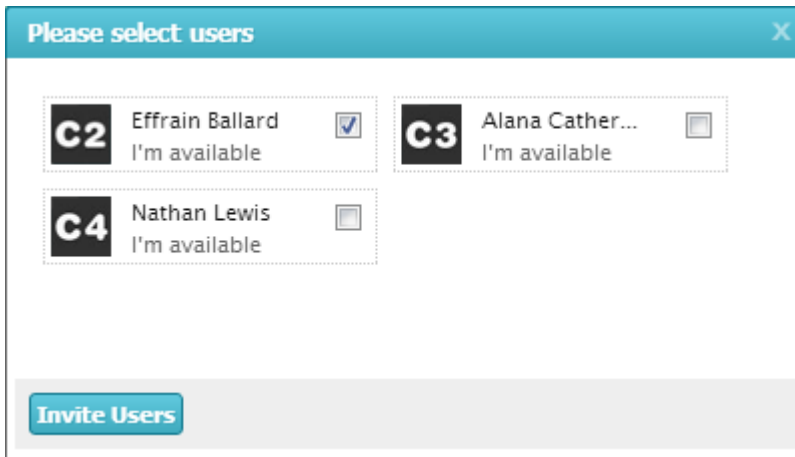 Please select users
X
C2
Effrain Ballard
I'm available
C3
Alana Cather...
I'm available
C4
Nathan Lewis
I'm available
Invite Users